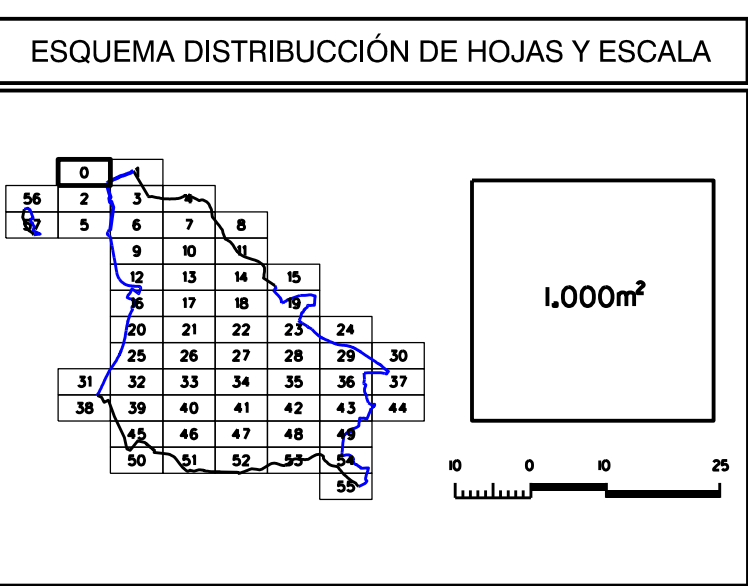 ESQUEMA DISTRIBUCCIÓN DE HOJAS Y ESCALA
0 1
56 2 3 4
57 5 6 7 8
9 10 11
12 13 14 15
16 17 18 19
20 21 22 23 24
25 26 27 28 29 30
31 32 33 34 35 36 37
38 39 40 41 42 43 44
45 46 47 48 49
50 51 52 53 54
55
1.000m²
10 0 10 25